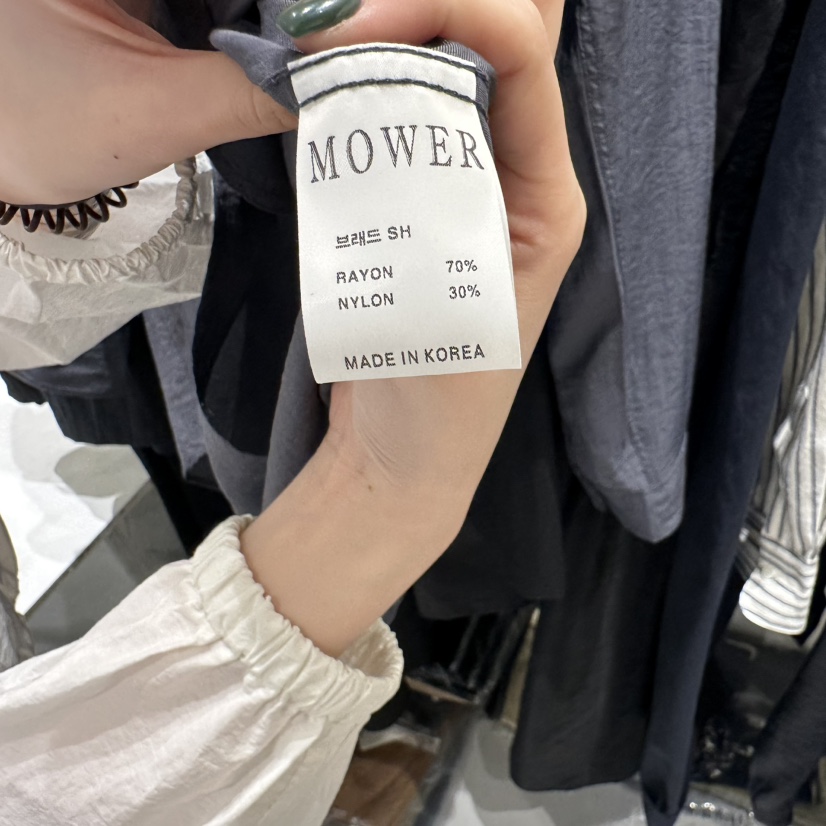 MOWER
브래드 SH
RAYON 70%
NYLON 30%
MADE IN KOREA